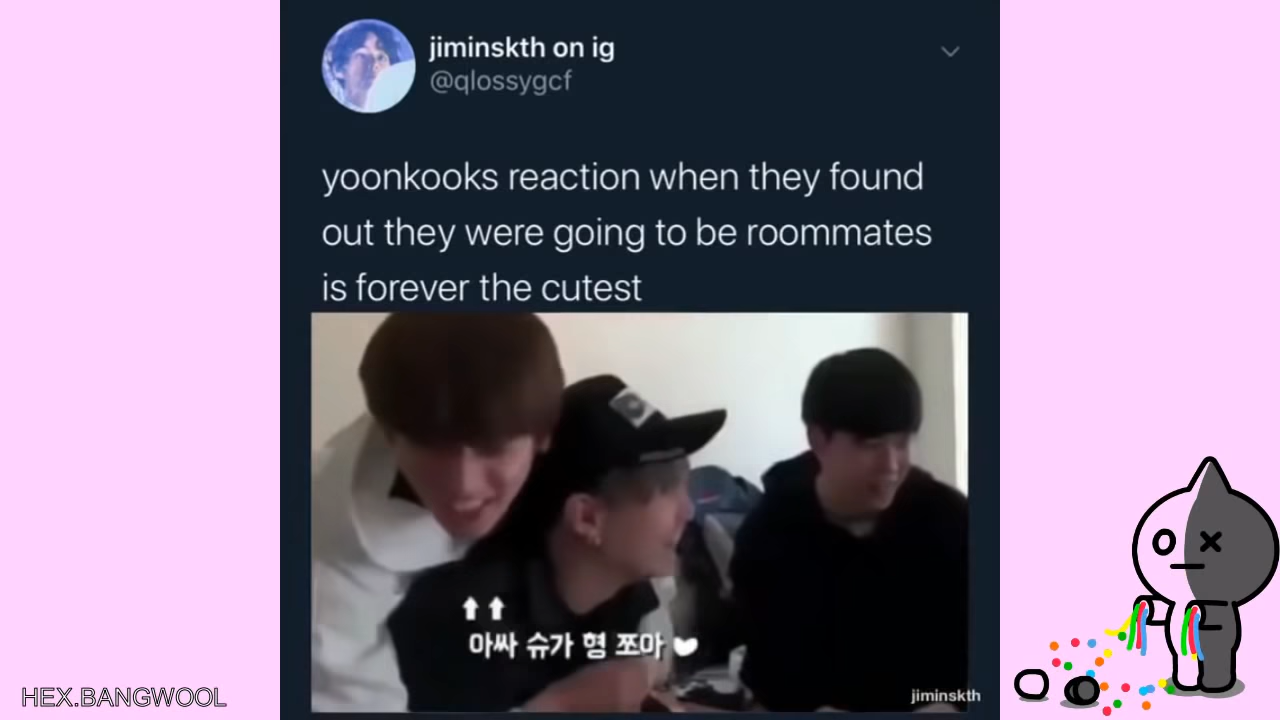 jiminskth on ig
@qlossygcf
yoonkooks reaction when they found
out they were going to be roommates
is forever the cutest
아싸 슈가 형 쪼아
jiminskth
HEX.BANGWOOL